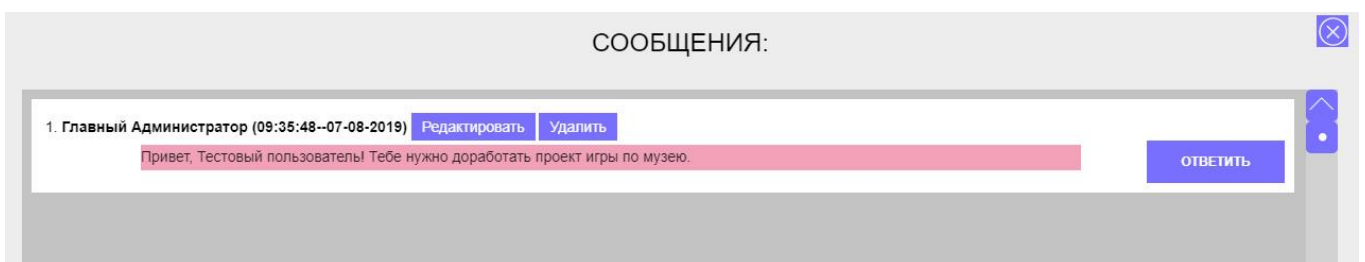 СООБЩЕНИЯ:
1. Главный Администратор (09:35:48--07-08-2019) Редактировать Удалить
Привет, Тестовый пользователь! Тебе нужно доработать проект игры по музею.
ОТВЕТИТЬ